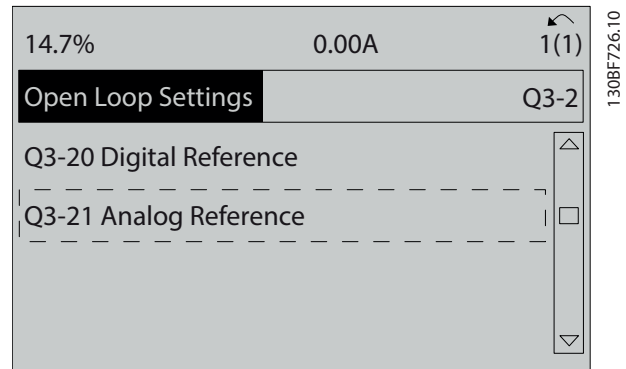 14.7% 0.00A 1(1)
Open Loop Settings Q3-2
Q3-20 Digital Reference
Q3-21 Analog Reference
130BF726.10